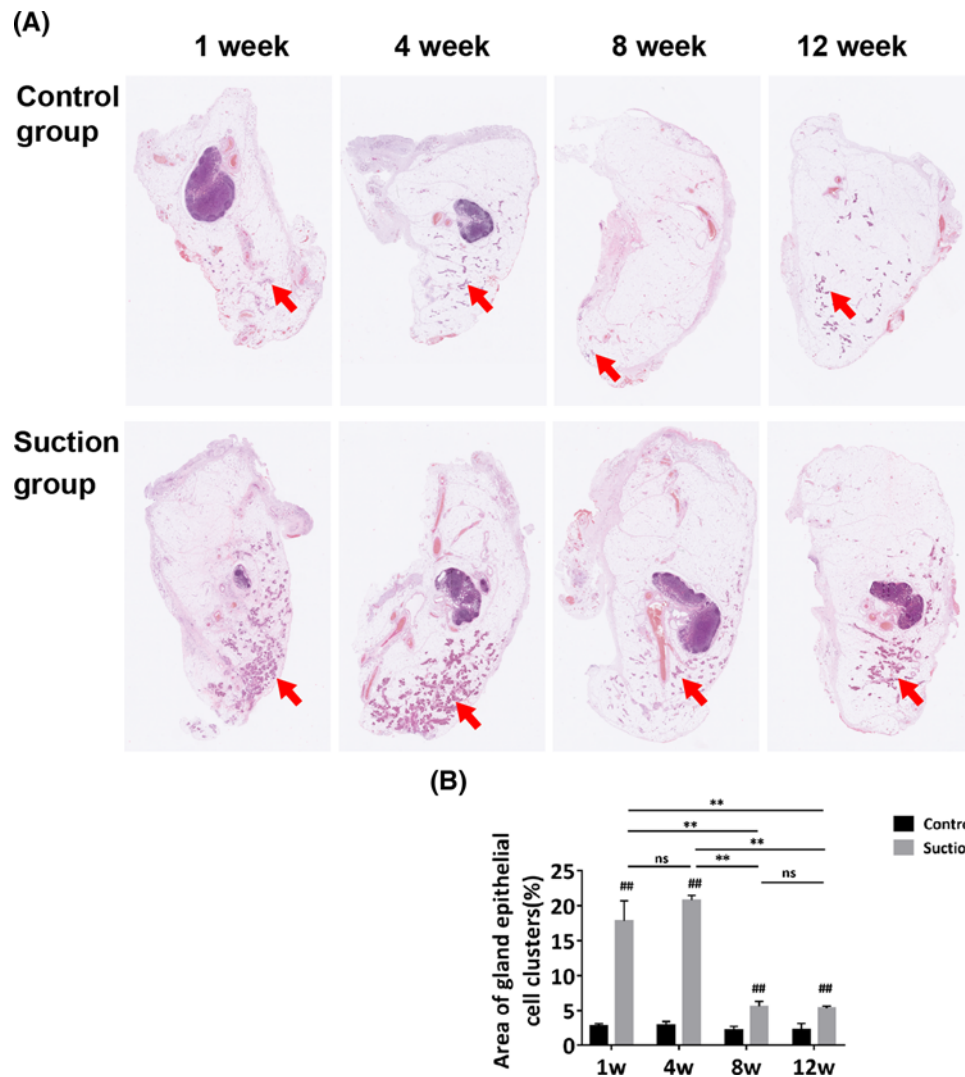 (A)
1 week 4 week 8 week 12 week
Control
group
Suction
group
(B)
**
** **
ns ** ns
## ## ## ##
Area of gland epithelial
cell clusters(%)
25
20
15
10
5
0
1w 4w 8w 12w
Contr
Suctio